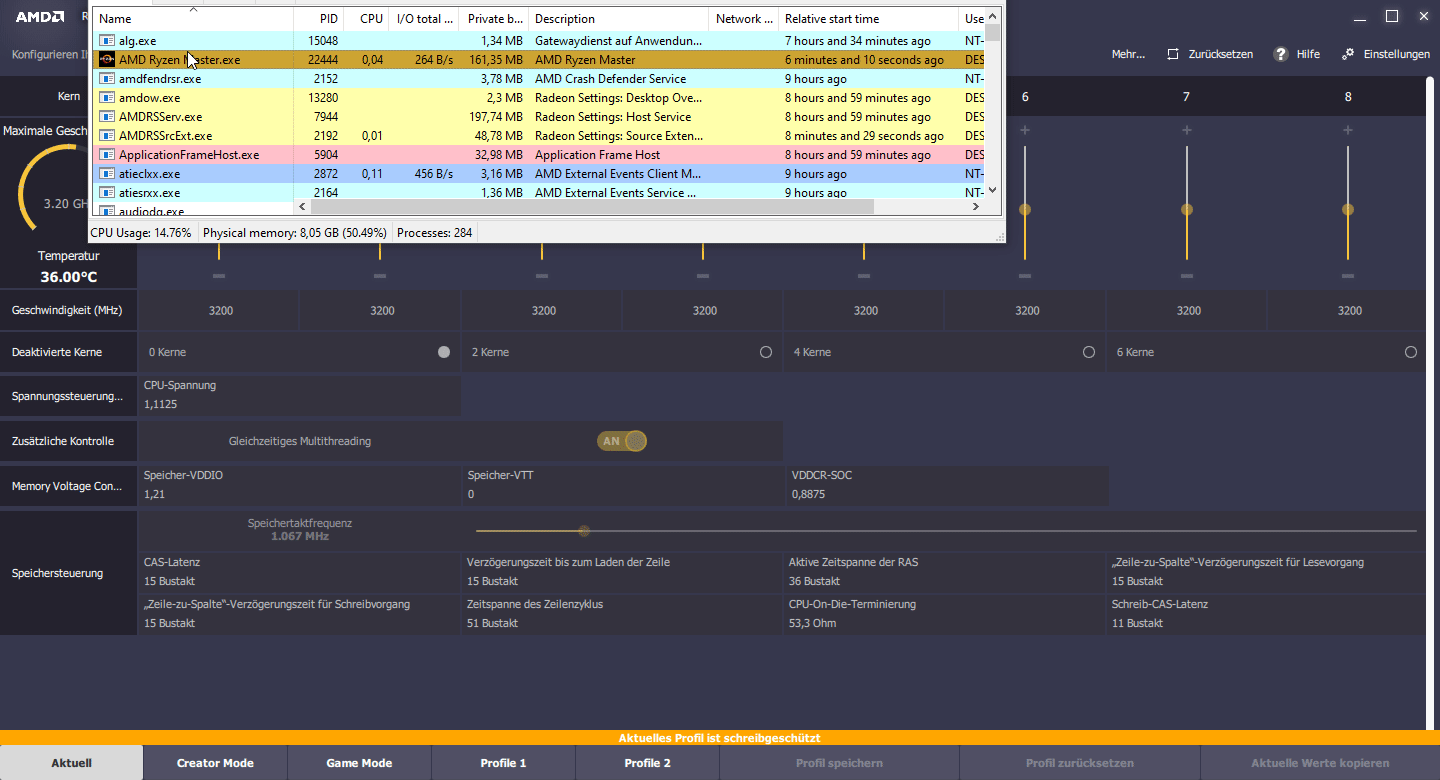 AMD
Name PID CPU I/O total ... Private b... Description Network ... Relative start time Use
alg.exe 15048 1,34 MB Gatewaydienst auf Anwendun... 7 hours and 34 minutes ago NT-
AMD Ryzen Master.exe 22444 0,04 264 B/s 161,35 MB AMD Ryzen Master 6 minutes and 10 seconds ago DES
amdfendrsr.exe 2152 3,78 MB AMD Crash Defender Service 9 hours ago NT-
amdow.exe 13280 2,3 MB Radeon Settings: Desktop Ove... 8 hours and 59 minutes ago DES
AMDRSServ.exe 7944 197,74 MB Radeon Settings: Host Service 8 hours and 59 minutes ago DES
AMDRSSrcExt.exe 2192 0,01 48,78 MB Radeon Settings: Source Exten... 8 minutes and 29 seconds ago DES
ApplicationFrameHost.exe 5904 32,98 MB Application Frame Host 8 hours and 59 minutes ago DES
atieclxx.exe 2872 0,11 456 B/s 3,16 MB AMD External Events Client M... 9 hours ago NT-
atiesrxx.exe 2164 1,36 MB AMD External Events Service ... 9 hours ago NT-
audiodg.exe
CPU Usage: 14.76% Physical memory: 8,05 GB (50.49%) Processes: 284
Konfigurieren Ih
Mehr... Zurücksetzen Hilfe Einstellungen
Kern 6 7 8
Maximale Gesch
3.20 GH
Temperatur
36.00°C
Geschwindigkeit (MHz) 3200 3200 3200 3200 3200 3200 3200 3200
Deaktivierte Kerne 0 Kerne 2 Kerne 4 Kerne 6 Kerne
Spannungssteuerung...
CPU-Spannung
1,1125
Zusätzliche Kontrolle Gleichzeitiges Multithreading AN
Memory Voltage Con...
Speicher-VDDIO Speicher-VTT VDDCR-SOC
1,21 0 0,8875
Speichersteuerung
Speichertaktfrequenz
1.067 MHz
CAS-Latenz Verzögerungszeit bis zum Laden der Zeile Aktive Zeitspanne der RAS „Zeile-zu-Spalte“-Verzögerungszeit für Lesevorgang
15 Bustakt 15 Bustakt 36 Bustakt 15 Bustakt
„Zeile-zu-Spalte“-Verzögerungszeit für Schreibvorgang Zeitspanne des Zeilenzyklus CPU-On-Die-Terminierung Schreib-CAS-Latenz
15 Bustakt 51 Bustakt 53,3 Ohm 11 Bustakt
Aktuelles Profil ist schreibgeschützt
Aktuell Creator Mode Game Mode Profile 1 Profile 2 Profil speichern Profil zurücksetzen Aktuelle Werte kopieren